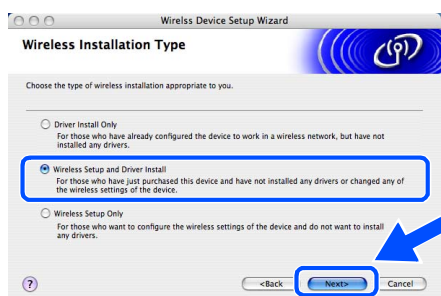 Wirelss Device Setup Wizard
Wireless Installation Type
Choose the type of wireless installation appropriate to you.
Driver Install Only
For those who have already configured the device to work in a wireless network, but have not
installed any drivers.
Wireless Setup and Driver Install
For those who have just purchased this device and have not installed any drivers or changed any of
the wireless settings of the device.
Wireless Setup Only
For those who want to configure the wireless settings of the device and do not want to install
any drivers.
? <Back Next> Cancel